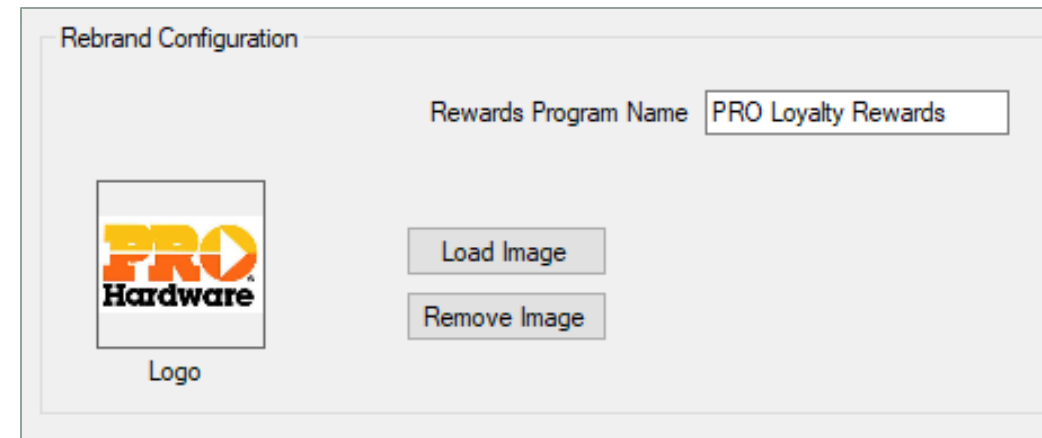 Rebrand Configuration
Rewards Program Name PRO Loyalty Rewards
PRO
Hardware
®
Load Image
Remove Image
Logo